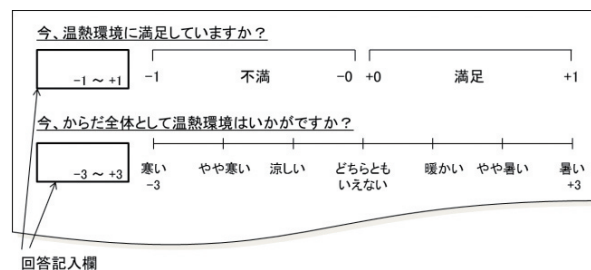 今、温熱環境に満足していますか？
-1 ～ +1
-1 不満 -0 +0 満足 +1
今、からだ全体として温熱環境はいかがですか？
-3 ～ +3
寒い やや寒い 涼しい どちらとも 暖かい やや暑い 暑い
-3 いえない +3
回答記入欄